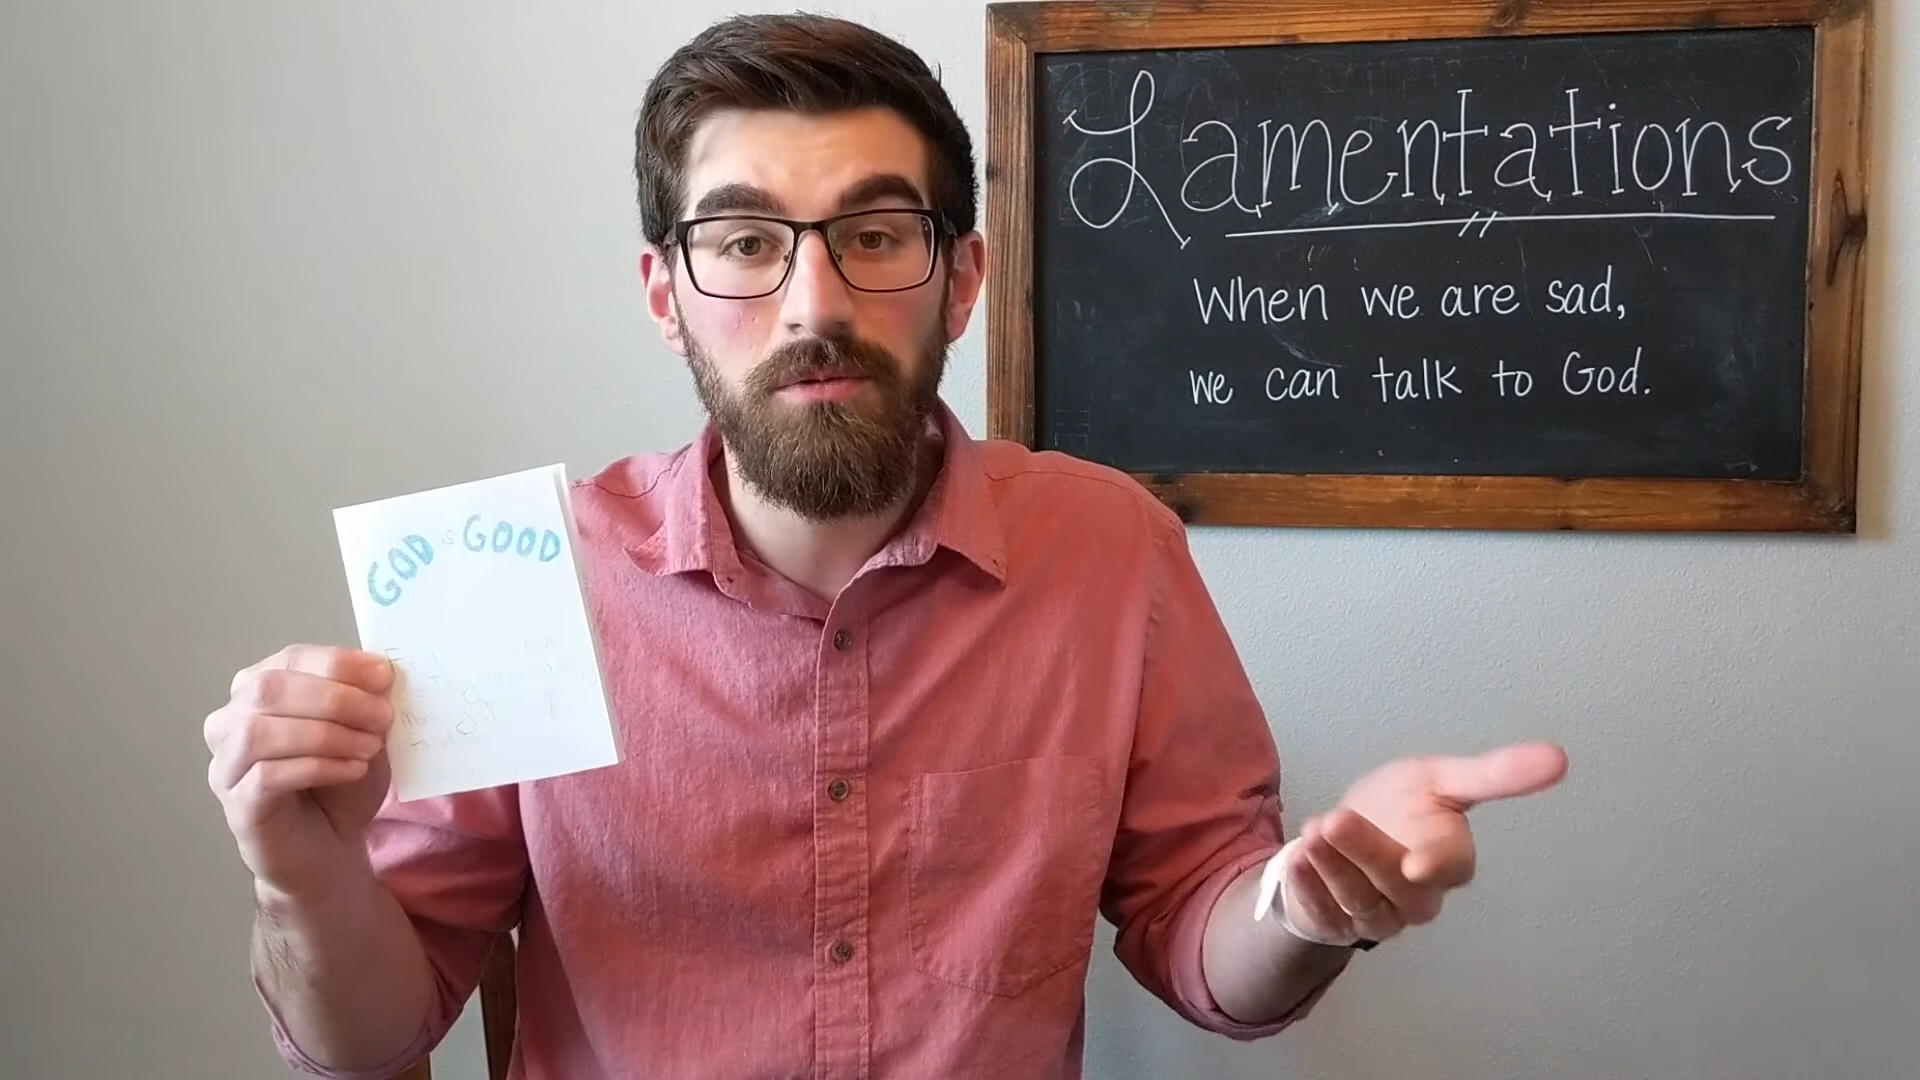 Lamentations
When we are sad,
we can talk to God.
GOD is GOOD